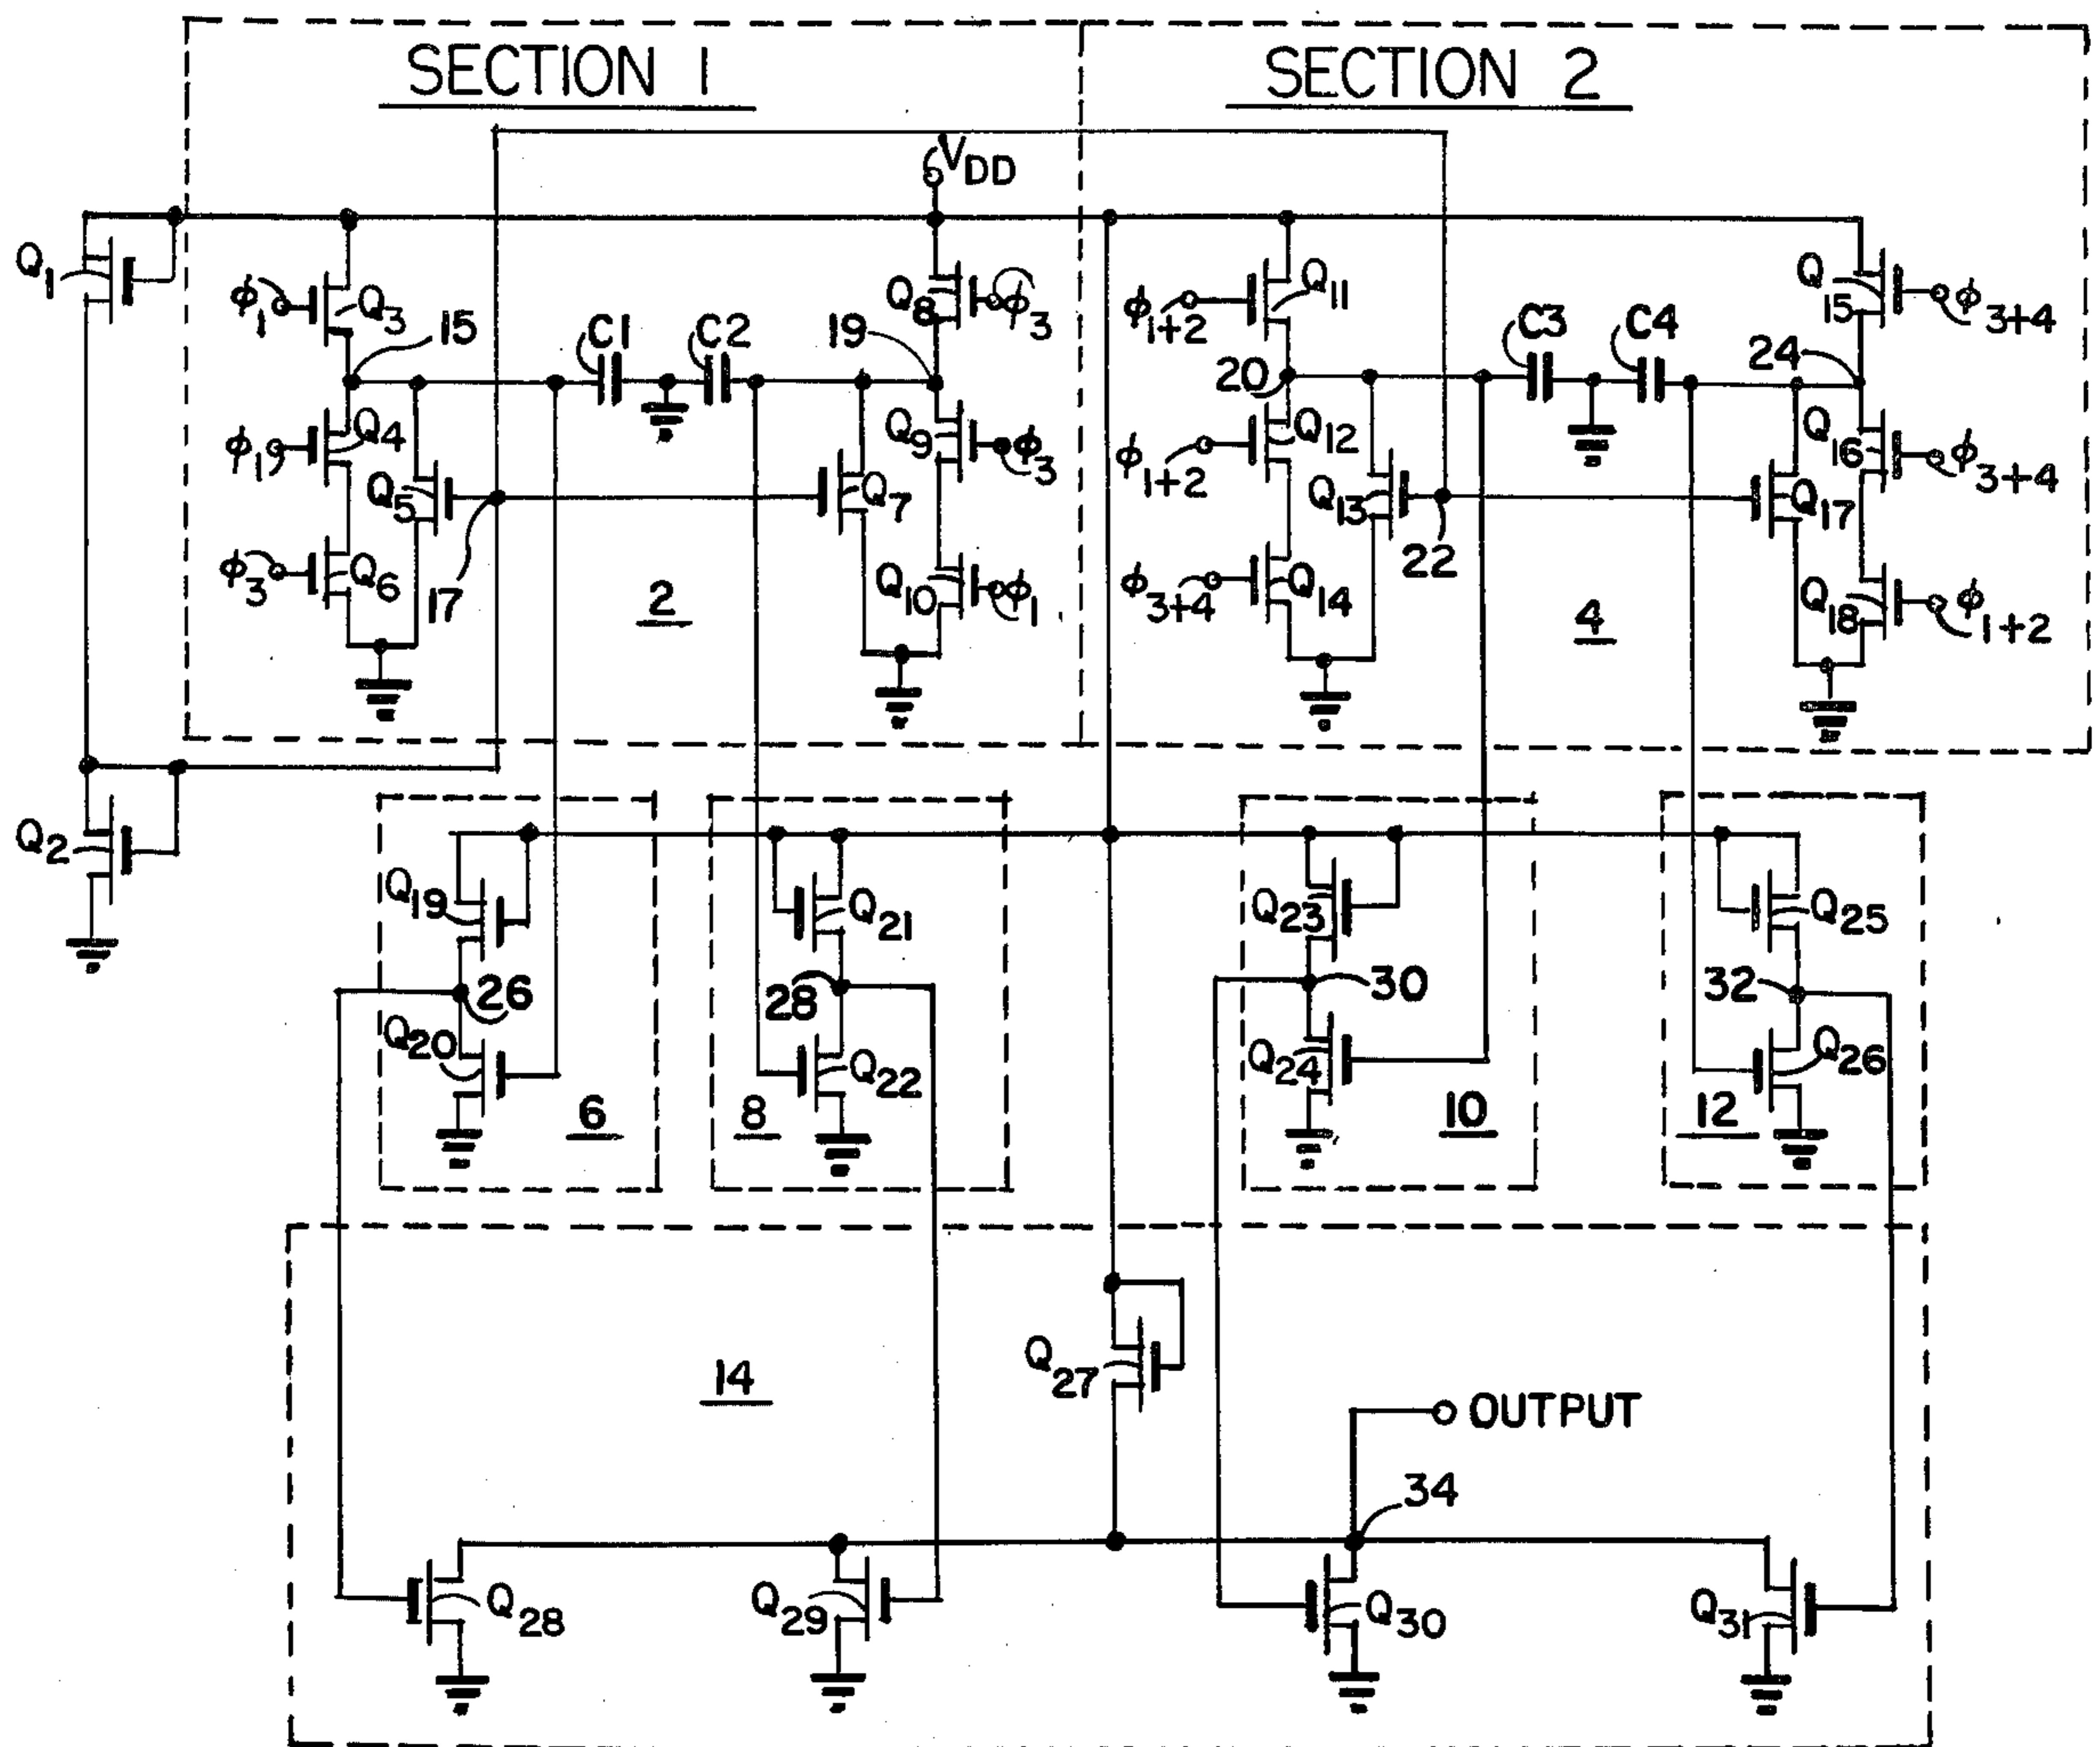 SECTION 1
SECTION 2
VDD
Q1
ϕ1
Q3
15
C1
C2
19
Q8
ϕ3
ϕ1+2
Q11
20
C3
C4
24
Q15
ϕ3+4
ϕ1
Q4
Q5
Q7
Q9
ϕ3
ϕ1+2
Q12
Q13
22
Q17
Q16
ϕ3+4
ϕ3
Q6
17
2
Q10
ϕ1
ϕ3+4
Q14
4
Q18
ϕ1+2
Q2
Q19
26
Q20
6
Q21
28
Q22
8
Q23
30
Q24
10
Q25
32
Q26
12
14
Q27
OUTPUT
34
Q28
Q29
Q30
Q31